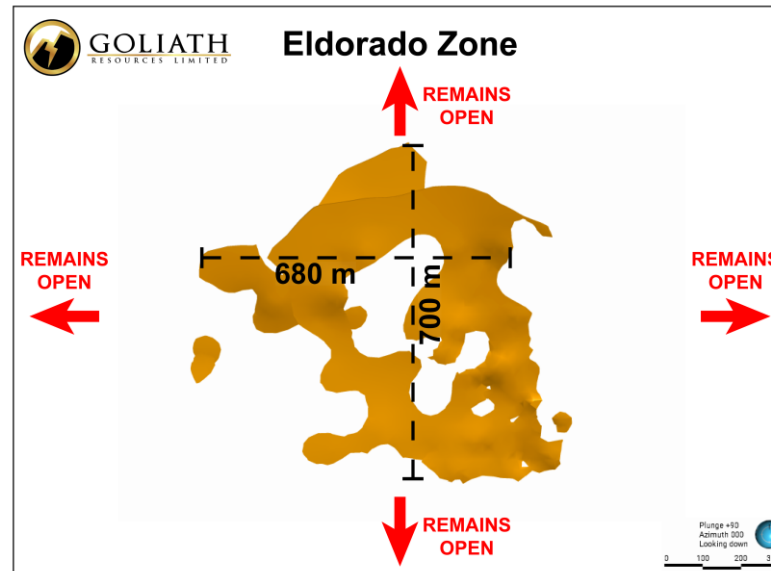 GOLIATH
RESOURCES LIMITED
Eldorado Zone
REMAINS
OPEN
REMAINS
OPEN
680 m
700 m
REMAINS
OPEN
REMAINS
OPEN
Plunge +90
Azimuth 000
Looking down
0 100 200